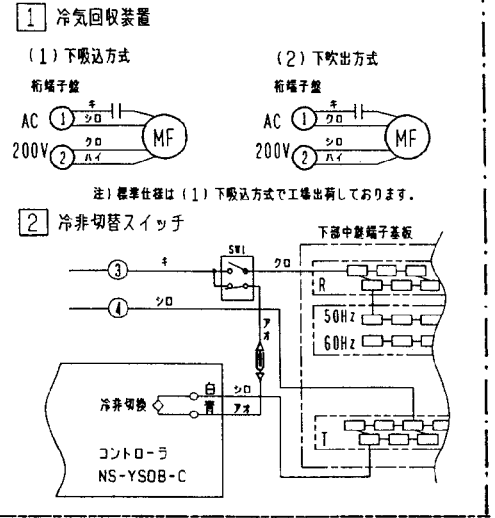 1 冷気回収装置
(1)下吸込方式
(2)下吹出方式
桁端子盤
桁端子盤
AC 200V
① キ
シロ
② クロ
ハイ
MF
AC 200V
① キ
クロ
② シロ
ハイ
MF
注)標準仕様は(1)下吸込方式で工場出荷しております。
2 冷非切替スイッチ
下部中継端子基板
SW1
③ キ
クロ
R
④ シロ
50Hz
60Hz
アオ
冷非切換
白 シロ
青 アオ
T
コントローラ
NS-YS0B-C